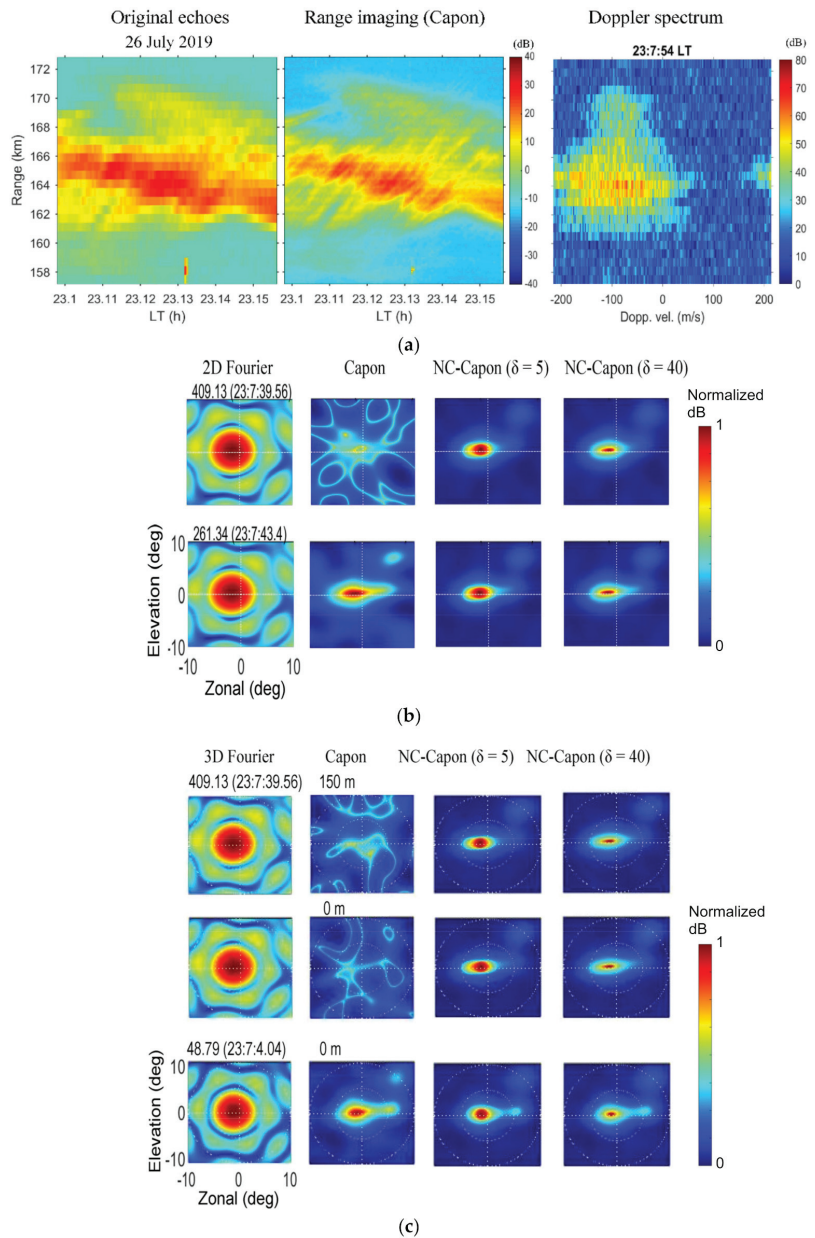 Original echoes
26 July 2019
Range imaging (Capon)
Doppler spectrum
23:7:54 LT
(dB)
(dB)
172
170
168
166
164
162
160
158
Range (km)
23.1 23.11 23.12 23.13 23.14 23.15
LT (h)
23.1 23.11 23.12 23.13 23.14 23.15
LT (h)
40
30
20
10
0
-10
-20
-30
-40
-200 -100 0 100 200
Dopp. vel. (m/s)
80
70
60
50
40
30
20
10
0
(a)
2D Fourier
Capon
NC-Capon (δ = 5)
NC-Capon (δ = 40)
409.13 (23:7:39.56)
Normalized
dB
1
0
261.34 (23:7:43.4)
10
0
-10
Elevation (deg)
-10 0 10
Zonal (deg)
(b)
3D Fourier
Capon
NC-Capon (δ = 5)
NC-Capon (δ = 40)
409.13 (23:7:39.56)
150 m
0 m
Normalized
dB
1
0
48.79 (23:7:4.04)
0 m
10
0
-10
Elevation (deg)
-10 0 10
Zonal (deg)
(c)